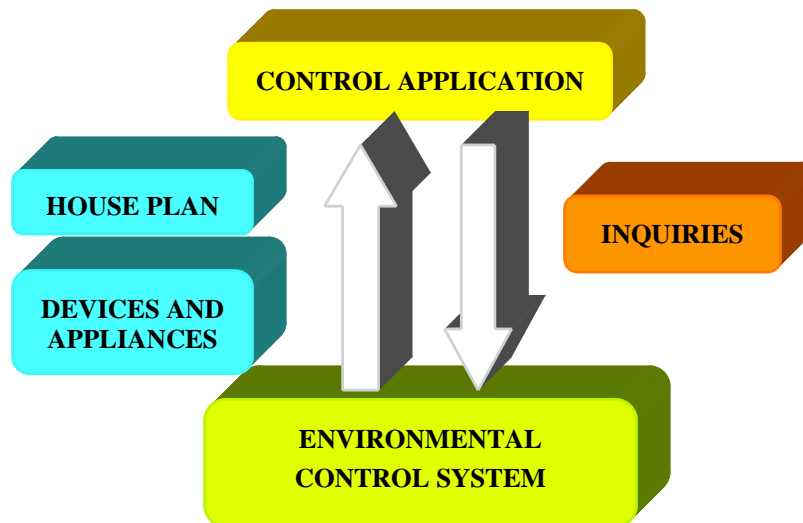 CONTROL APPLICATION
HOUSE PLAN
INQUIRIES
DEVICES AND
APPLIANCES
ENVIRONMENTAL
CONTROL SYSTEM